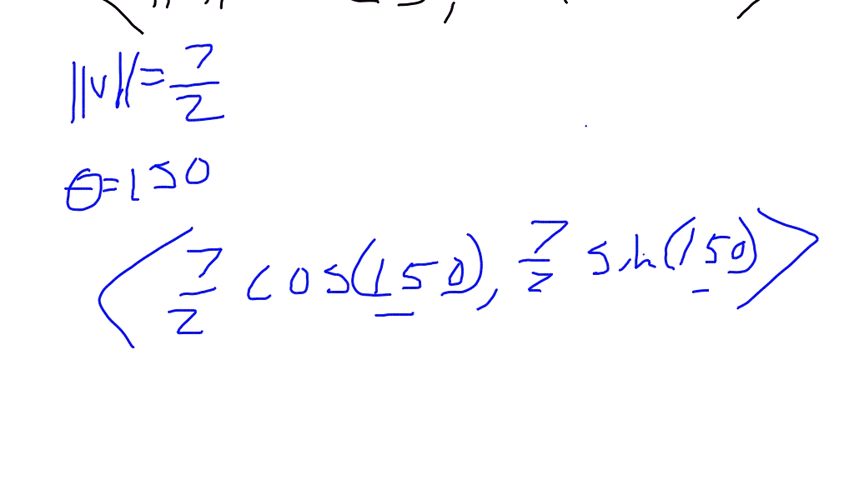 ||v||=7/2
θ=150
<7/2 cos(150), 7/2 sin(150)>